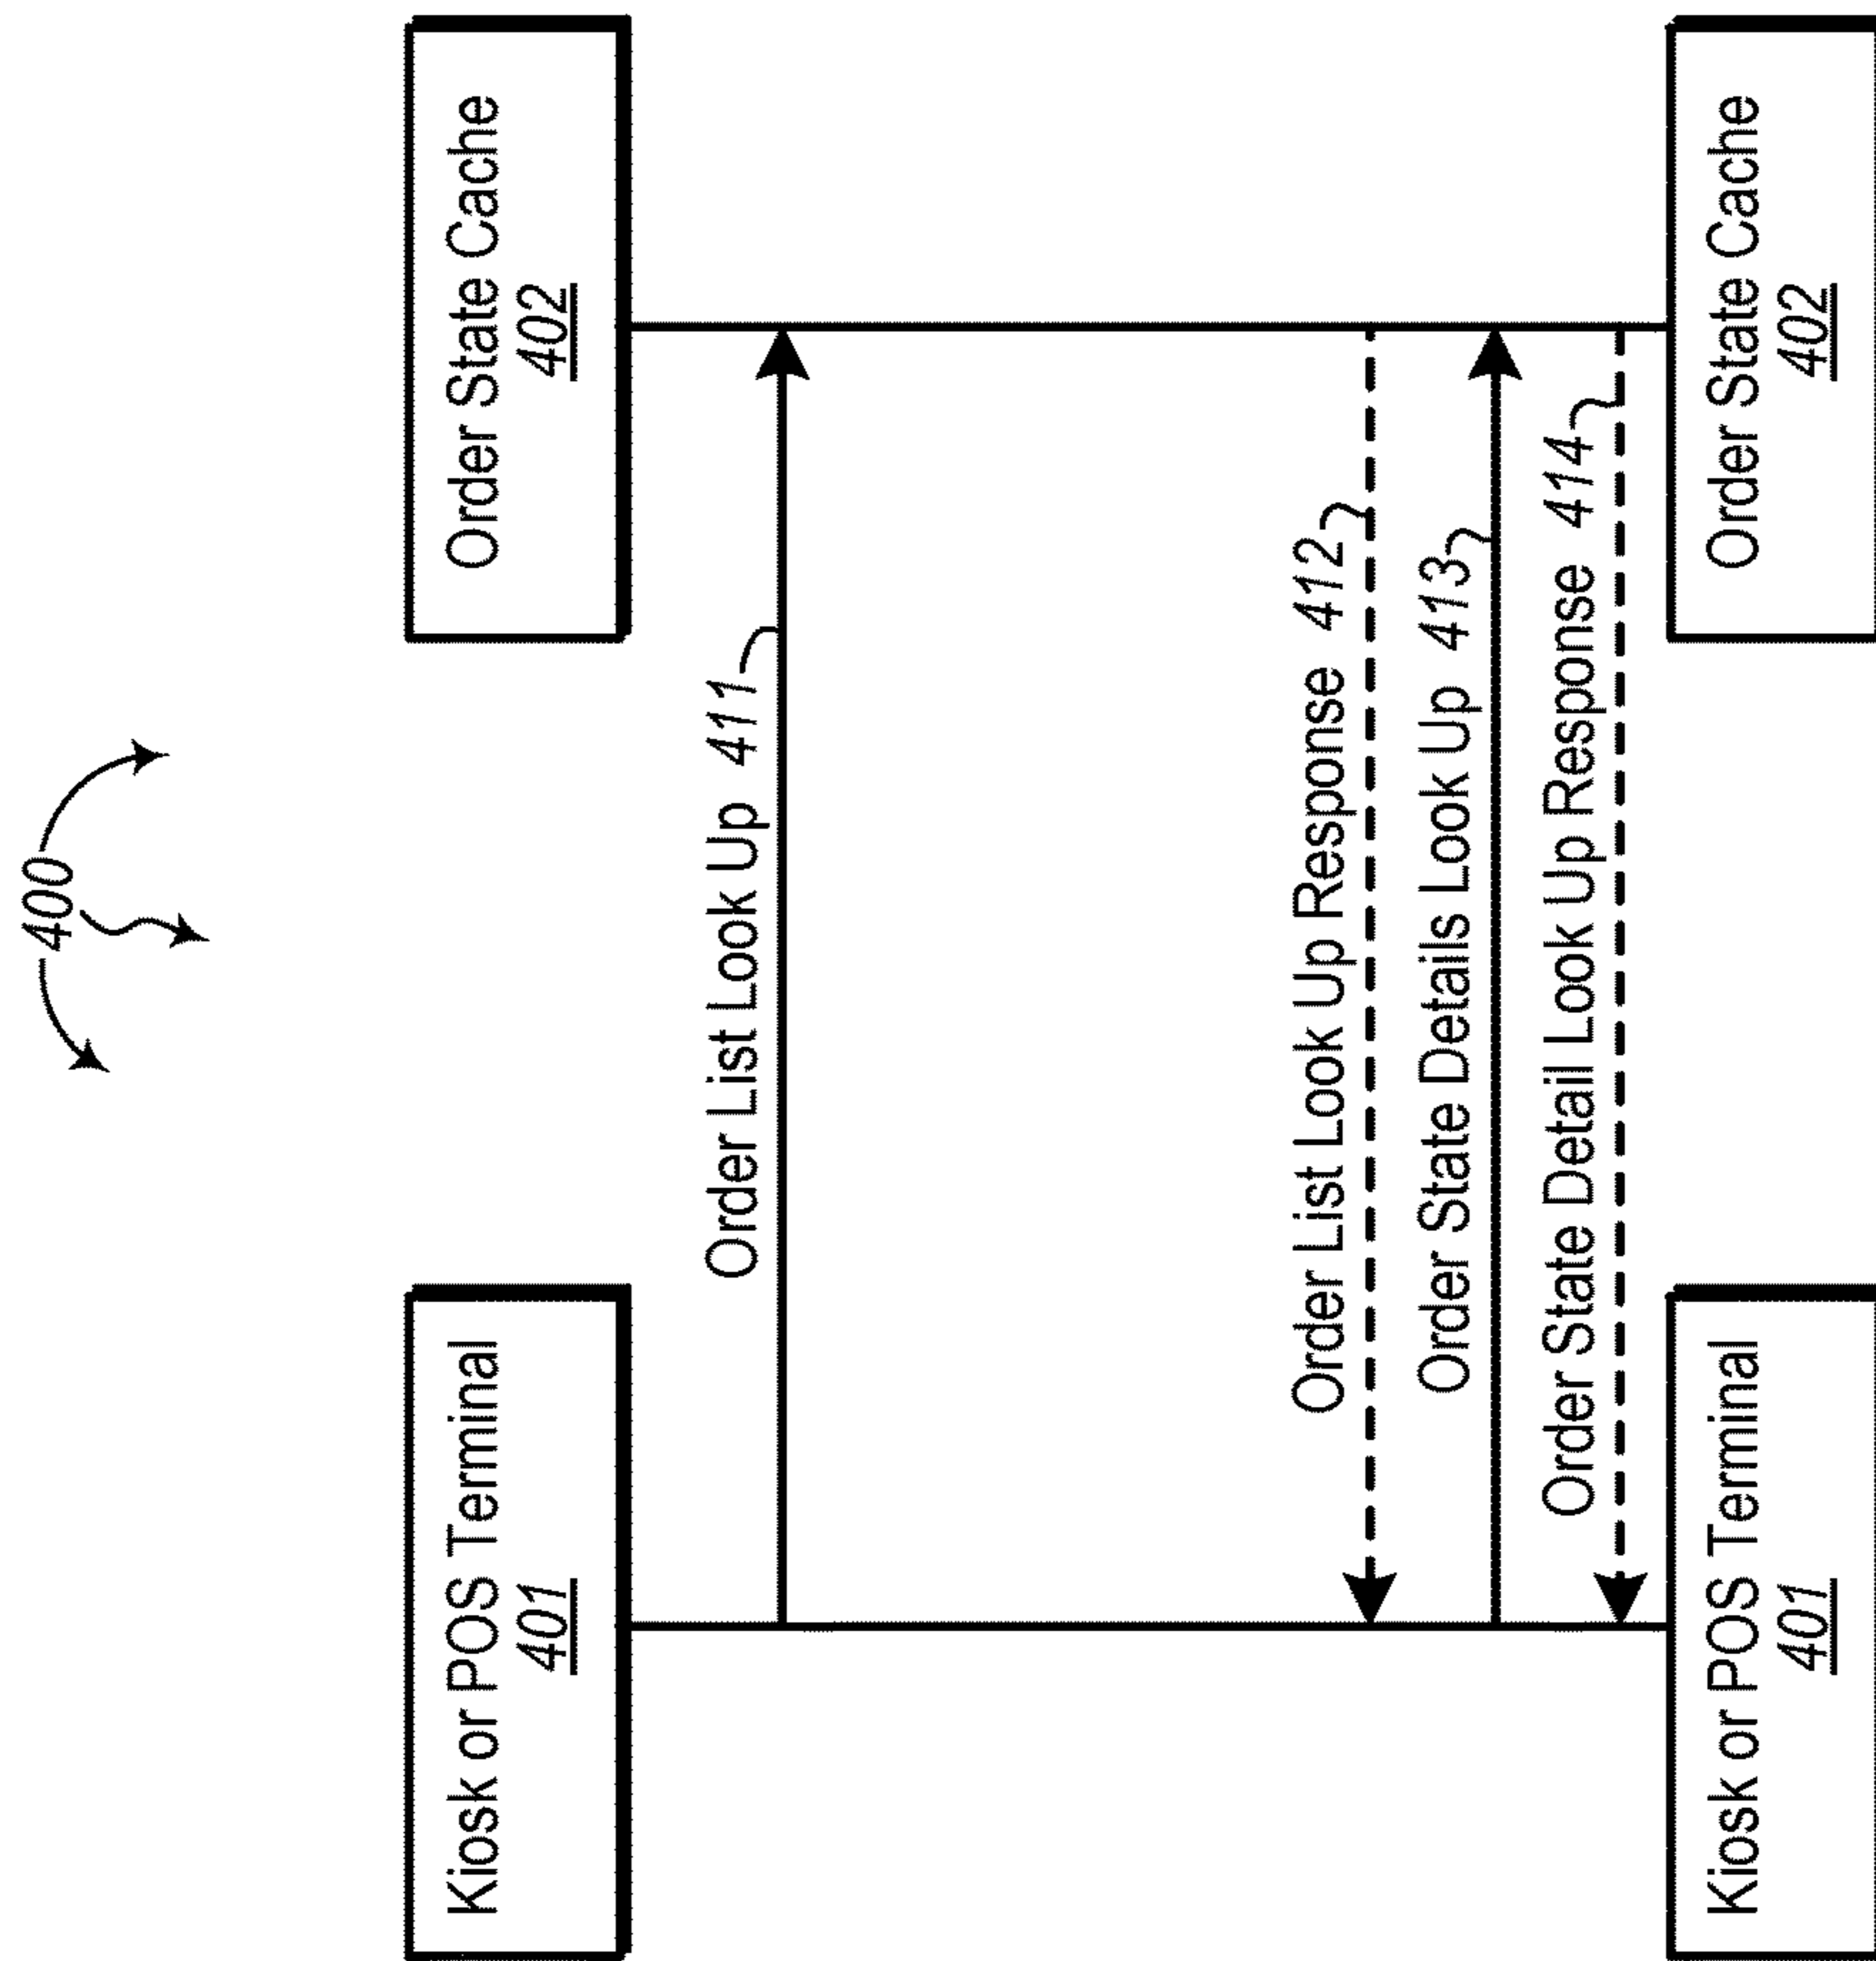 400
Kiosk or POS Terminal
401
Order State Cache
402
Order List Look Up 411
Order List Look Up Response 412
Order State Details Look Up 413
Order State Detail Look Up Response 414
Kiosk or POS Terminal
401
Order State Cache
402